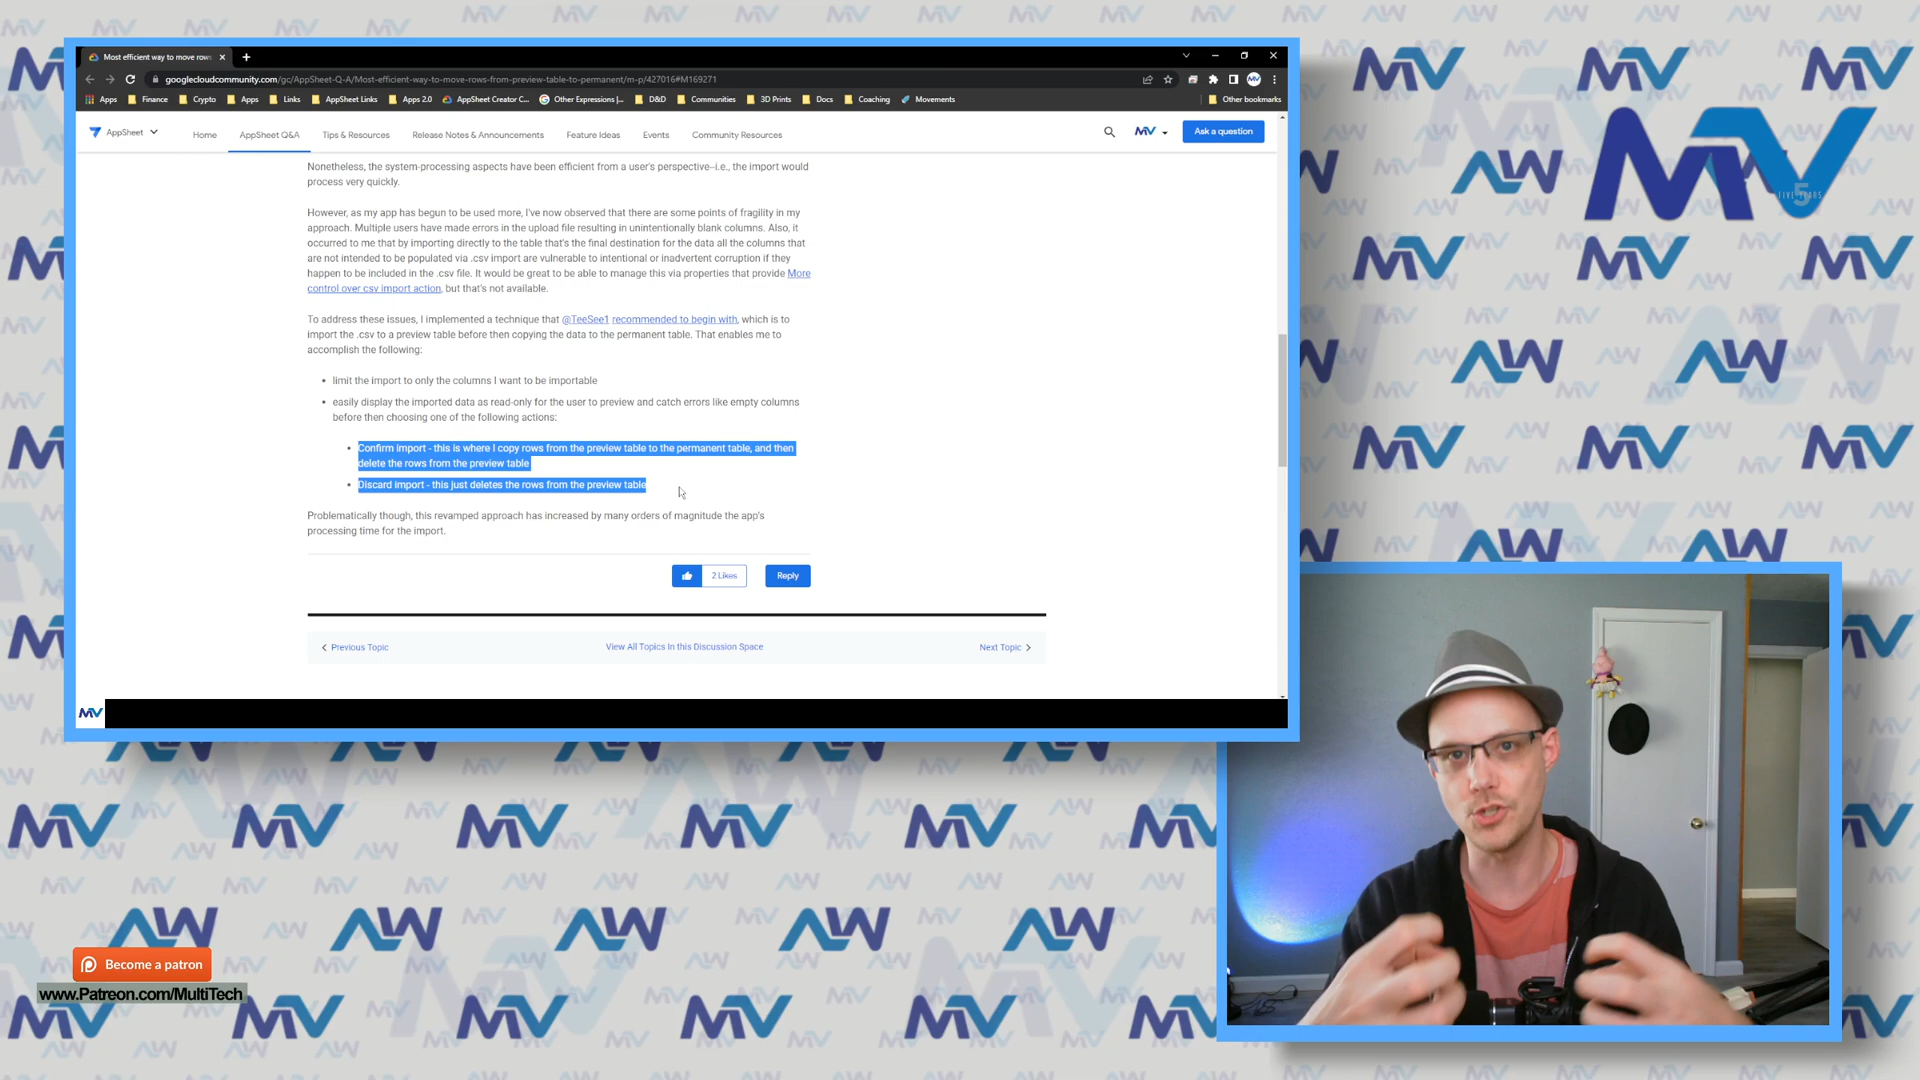 Most efficient way to move rows
googlecloudcommunity.com/gc/AppSheet-Q-A/Most-efficient-way-to-move-rows-from-preview-table-to-permanent/m-p/427016#M169271
Apps Finance Crypto Apps Links AppSheet Links Apps 2.0 AppSheet Creator C... Other Expressions |... D&D Communities 3D Prints Docs Coaching Movements Other bookmarks
AppSheet Home AppSheet Q&A Tips & Resources Release Notes & Announcements Feature Ideas Events Community Resources MV Ask a question
Nonetheless, the system-processing aspects have been efficient from a user's perspective–i.e., the import would
process very quickly.
However, as my app has begun to be used more, I've now observed that there are some points of fragility in my
approach. Multiple users have made errors in the upload file resulting in unintentionally blank columns. Also, it
occurred to me that by importing directly to the table that's the final destination for the data all the columns that
are not intended to be populated via .csv import are vulnerable to intentional or inadvertent corruption if they
happen to be included in the .csv file. It would be great to be able to manage this via properties that provide More
control over csv import action, but that's not available.
To address these issues, I implemented a technique that @TeeSee1 recommended to begin with, which is to
import the .csv to a preview table before then copying the data to the permanent table. That enables me to
accomplish the following:
• limit the import to only the columns I want to be importable
• easily display the imported data as read-only for the user to preview and catch errors like empty columns
before then choosing one of the following actions:
• Confirm import - this is where I copy rows from the preview table to the permanent table, and then
delete the rows from the preview table
• Discard import - this just deletes the rows from the preview table
Problematically though, this revamped approach has increased by many orders of magnitude the app's
processing time for the import.
2 Likes Reply
Previous Topic View All Topics In this Discussion Space Next Topic
MV
MV
FIVE YEARS
5
Become a patron
www.Patreon.com/MultiTech